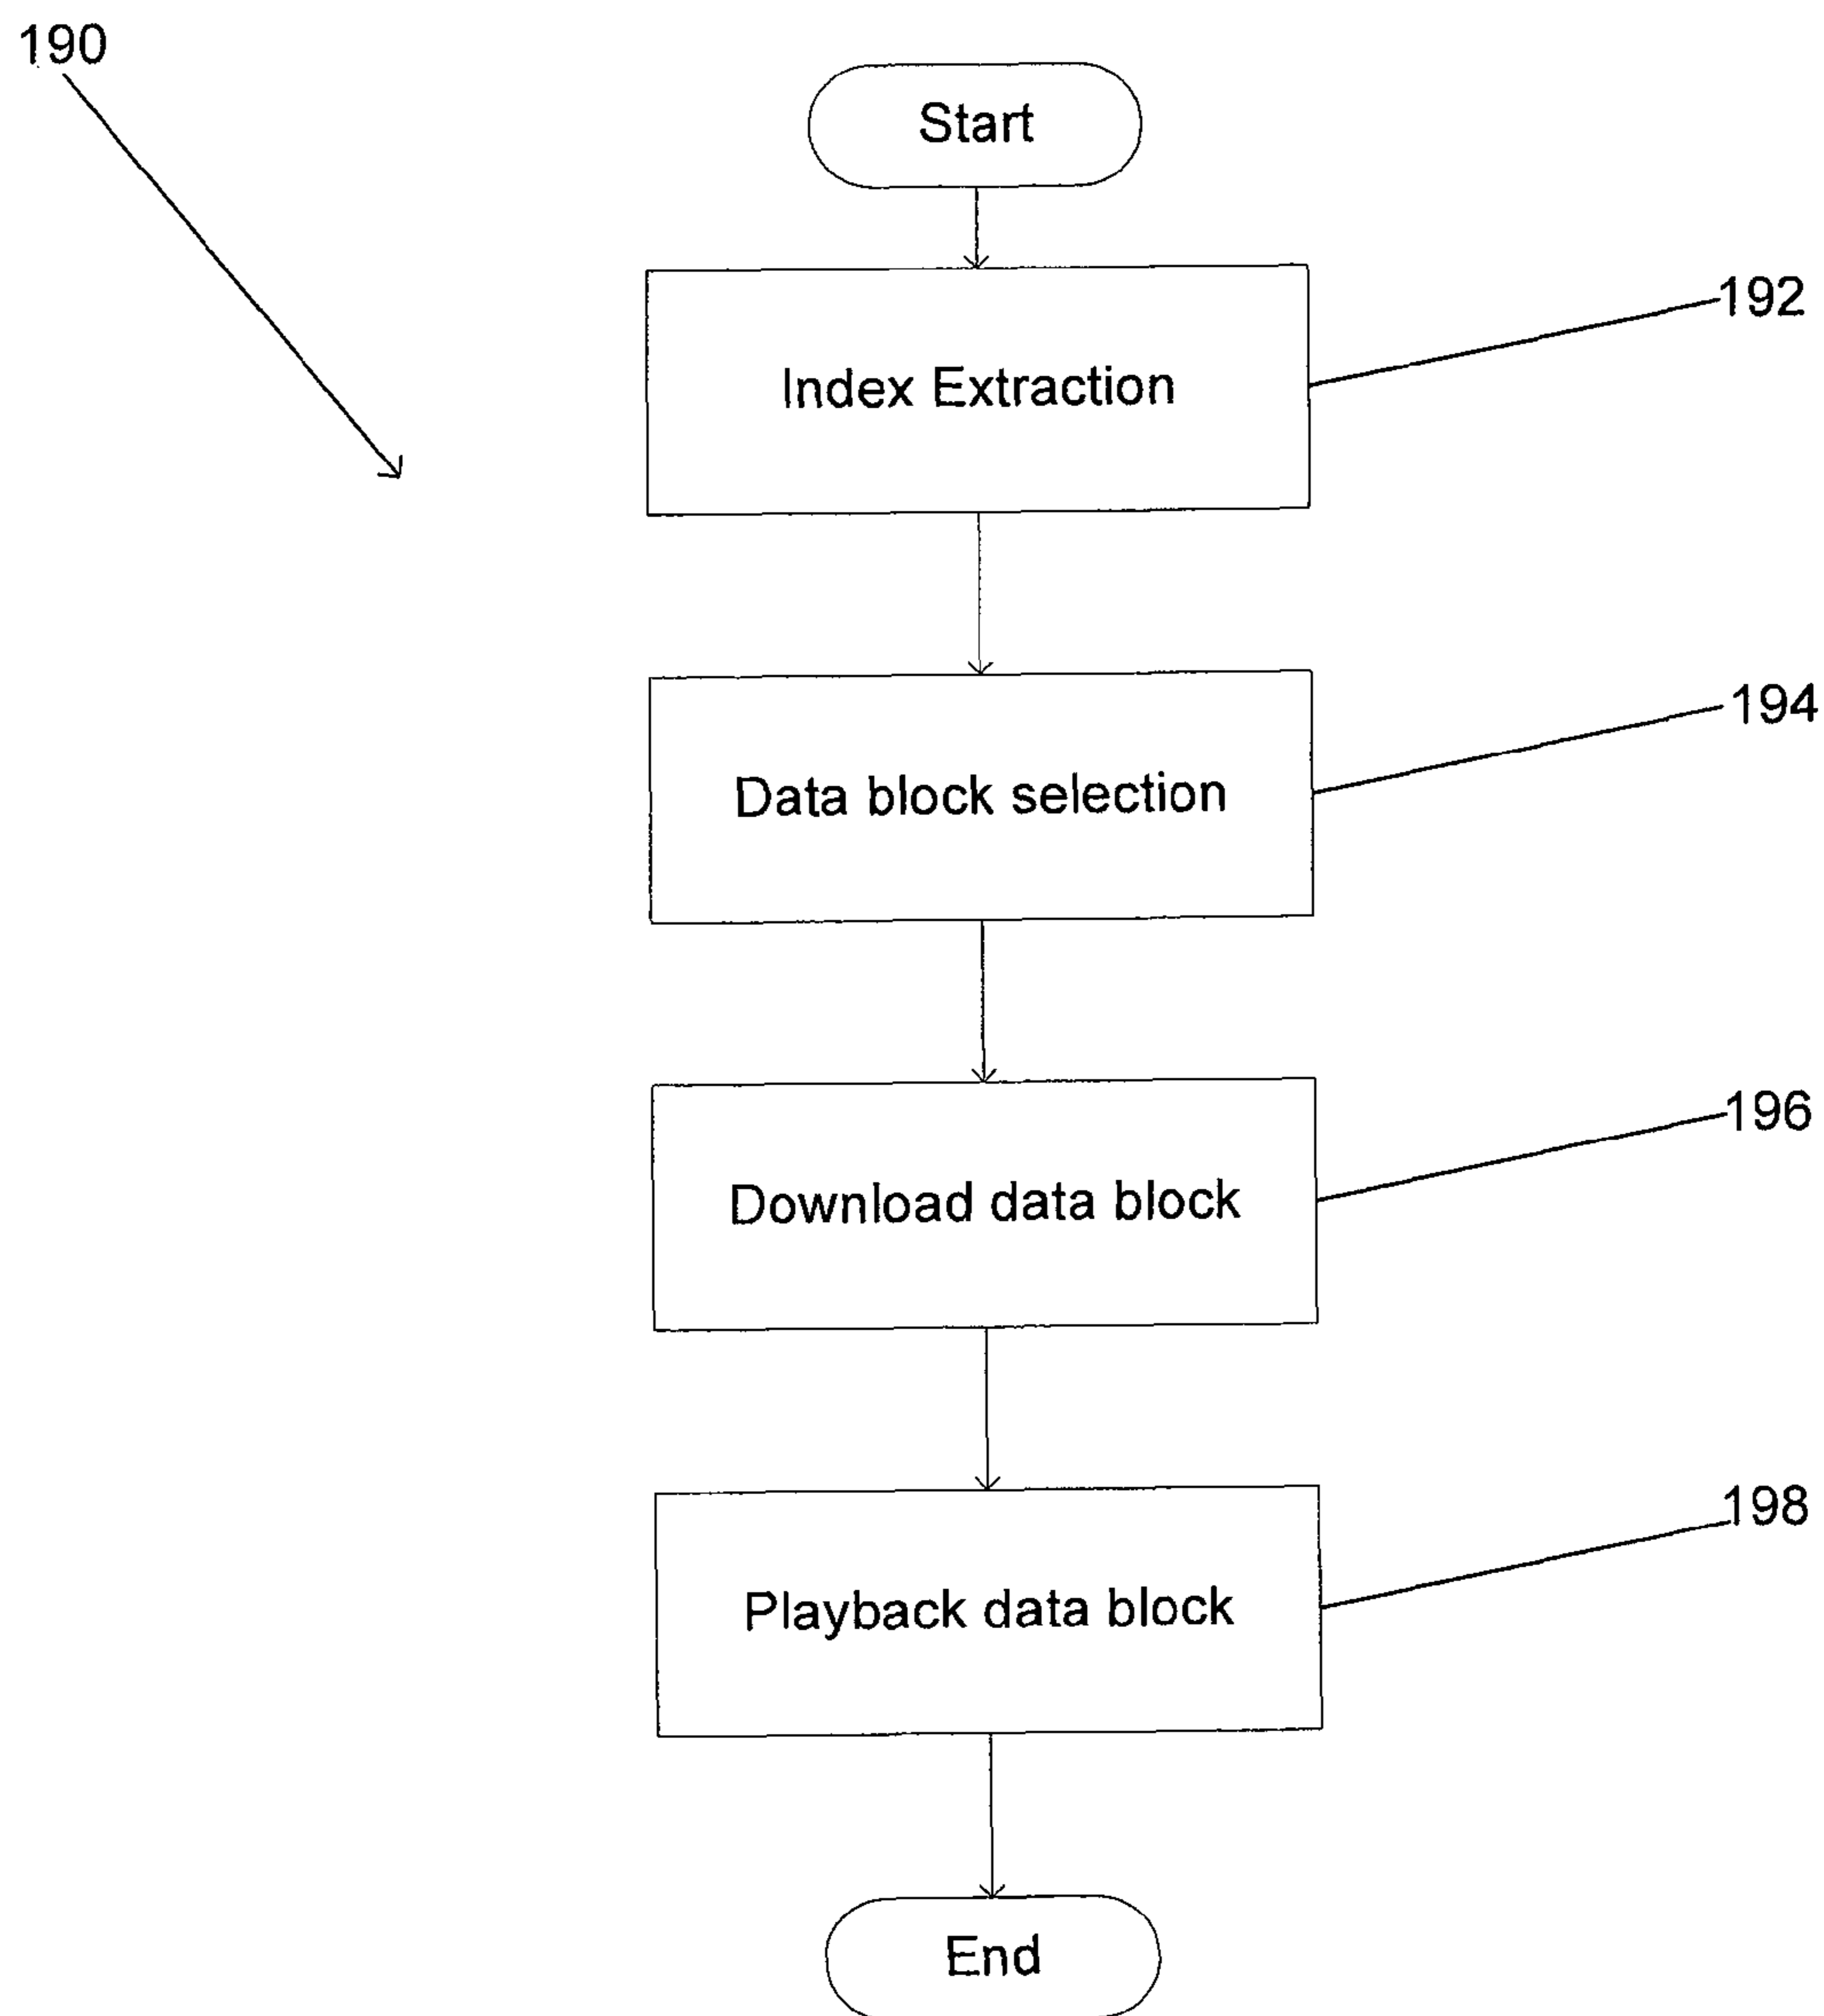 190
Start
Index Extraction
192
Data block selection
194
Download data block
196
Playback data block
198
End